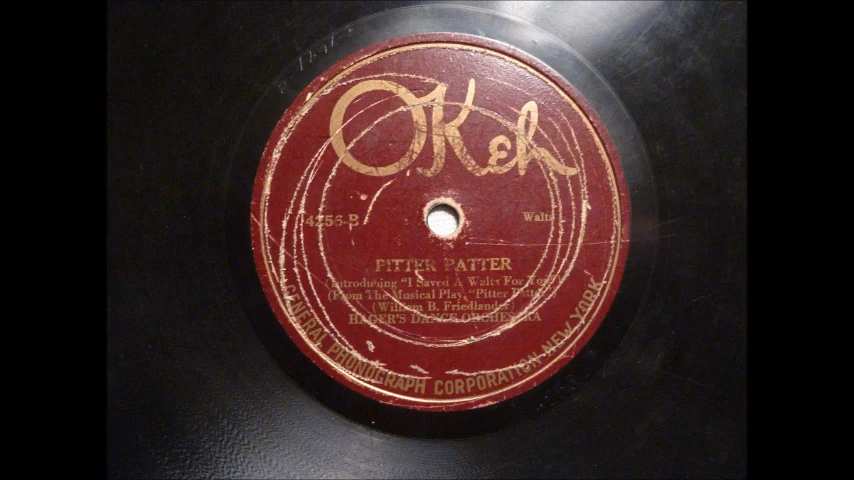 OKeh
4256-B
Waltz
PITTER PATTER
(Introducing "I Saved A Waltz For You"
(From The Musical Play, "Pitter Patter")
(William B. Friedlander)
HAGER'S DANCE ORCHESTRA
GENERAL PHONOGRAPH CORPORATION NEW YORK